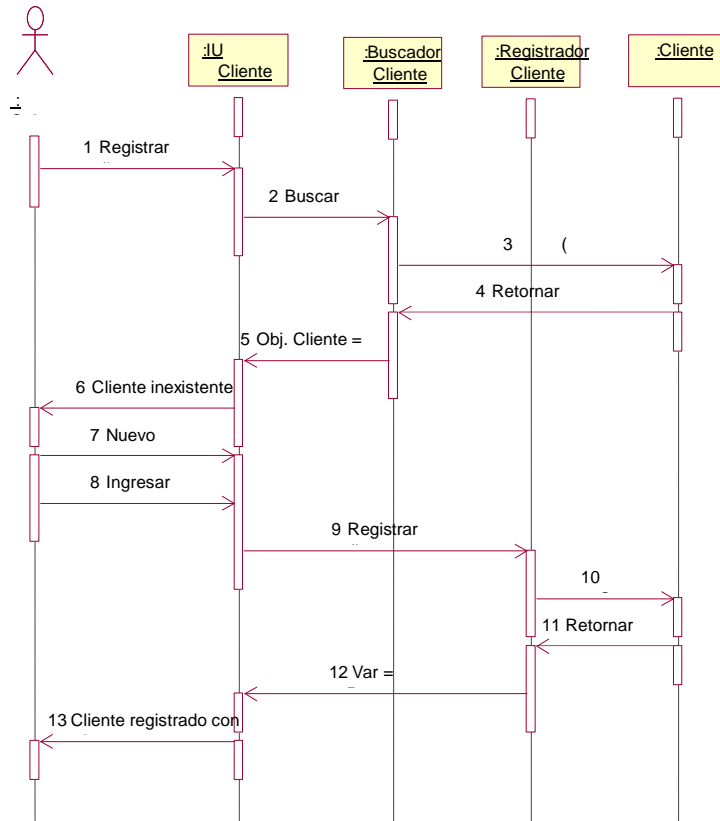 :IU
Cliente
:Buscador
Cliente
:Registrador
Cliente
:Cliente
:
1 Registrar
2 Buscar
3 (
4 Retornar
5 Obj. Cliente =
6 Cliente inexistente
7 Nuevo
8 Ingresar
9 Registrar
10
11 Retornar
12 Var =
13 Cliente registrado con